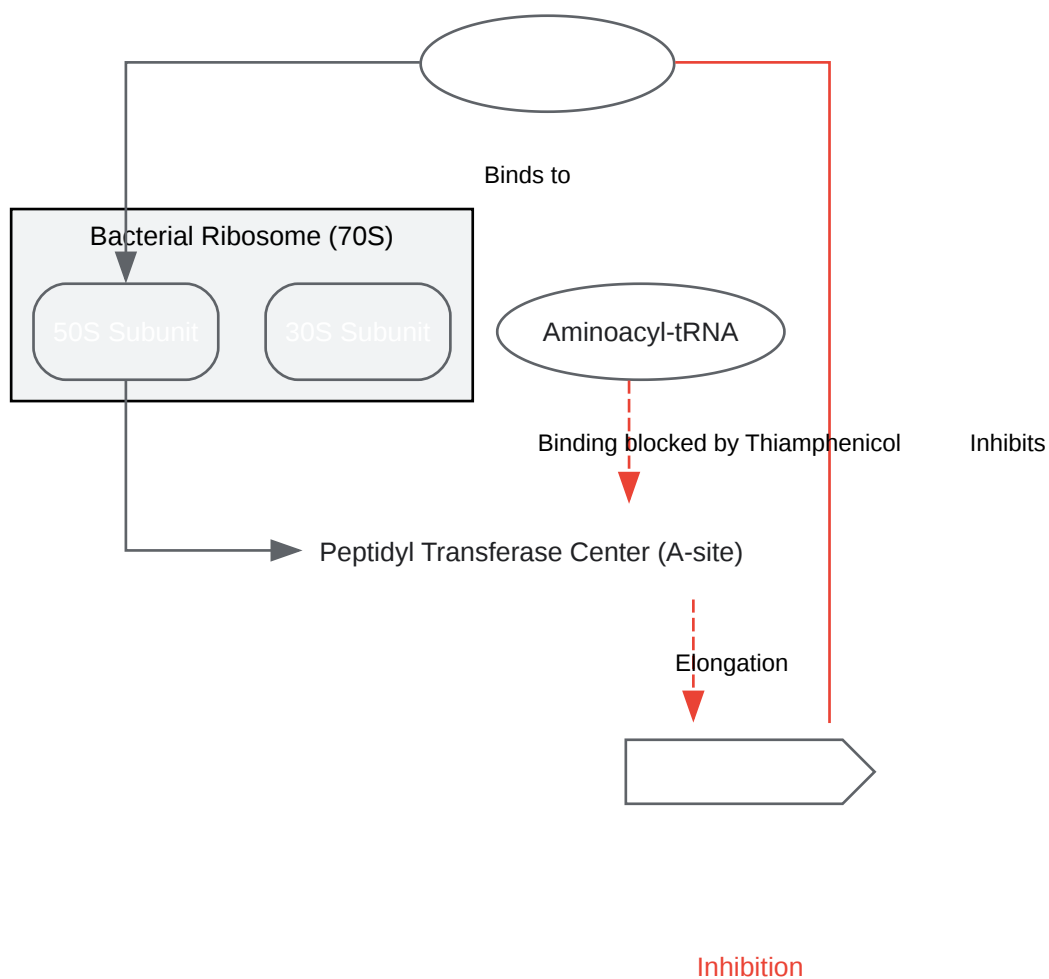 Binds to
Bacterial Ribosome (70S)
50S Subunit
30S Subunit
Aminoacyl-tRNA
Binding blocked by Thiamphenicol
Inhibits
Peptidyl Transferase Center (A-site)
Elongation
Inhibition